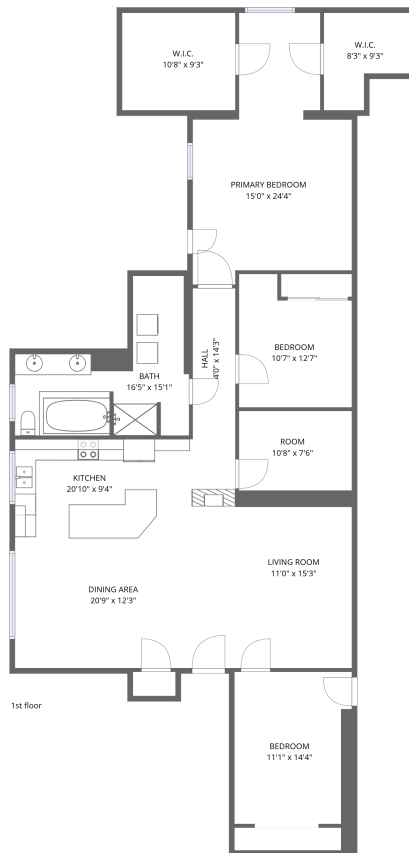 W.I.C.
10'8" x 9'3"
W.I.C.
8'3" x 9'3"
PRIMARY BEDROOM
15'0" x 24'4"
HALL
4'0" x 14'3"
BEDROOM
10'7" x 12'7"
BATH
16'5" x 15'1"
ROOM
10'8" x 7'6"
KITCHEN
20'10" x 9'4"
LIVING ROOM
11'0" x 15'3"
DINING AREA
20'9" x 12'3"
1st floor
BEDROOM
11'1" x 14'4"